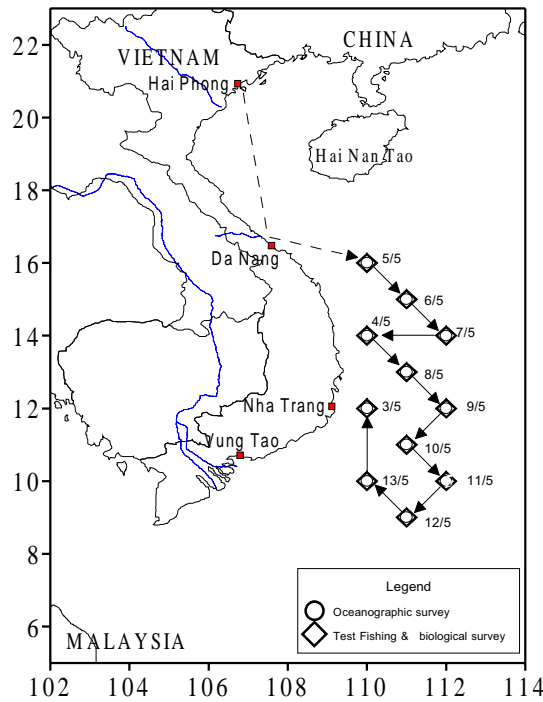 22
20
18
16
14
12
10
8
6
102
104
106
108
110
112
114
VIETNAM
CHINA
Hai Phong
Hai Nan Tao
Da Nang
Nha Trang
Vung Tao
MALAYSIA
5/5
6/5
4/5
7/5
8/5
3/5
9/5
10/5
13/5
11/5
12/5
Legend
Oceanographic survey
Test Fishing & biological survey